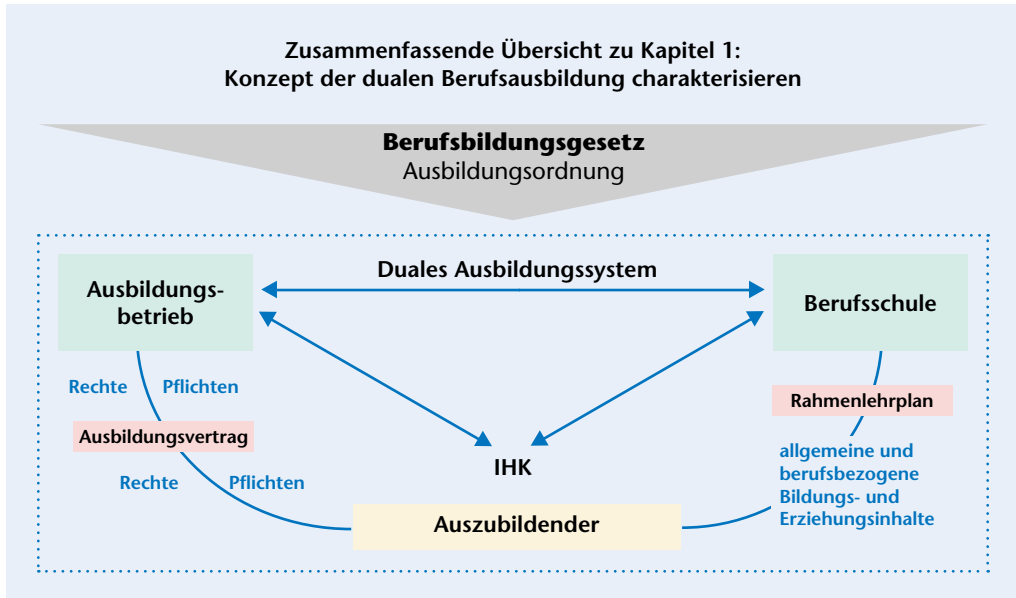 Zusammenfassende Übersicht zu Kapitel 1:
Konzept der dualen Berufsausbildung charakterisieren
Berufsbildungsgesetz
Ausbildungsordnung
Duales Ausbildungssystem
Ausbildungs-
betrieb
Berufsschule
Rechte Pflichten
Ausbildungsvertrag
Rechte Pflichten
IHK
Rahmenlehrplan
allgemeine und
berufsbezogene
Bildungs- und
Erziehungsinhalte
Auszubildender